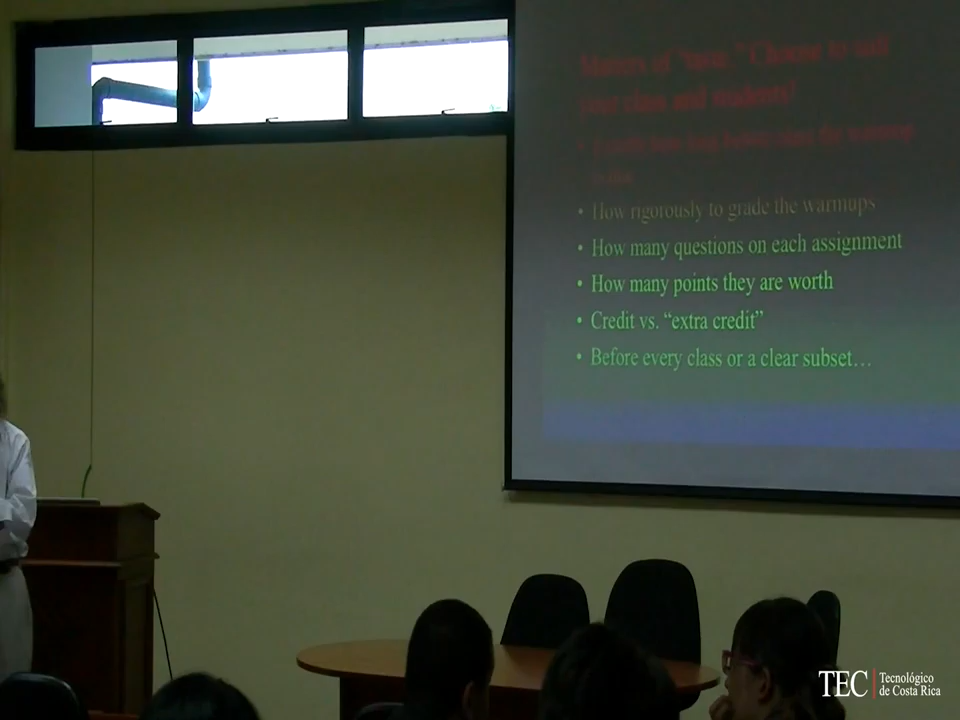 Matters of "taste." Choose to suit
your class and students!
• How rigorously to grade the warmups
• How many questions on each assignment
• How many points they are worth
• Credit vs. “extra credit”
• Before every class or a clear subset…
TEC | Tecnológico
de Costa Rica